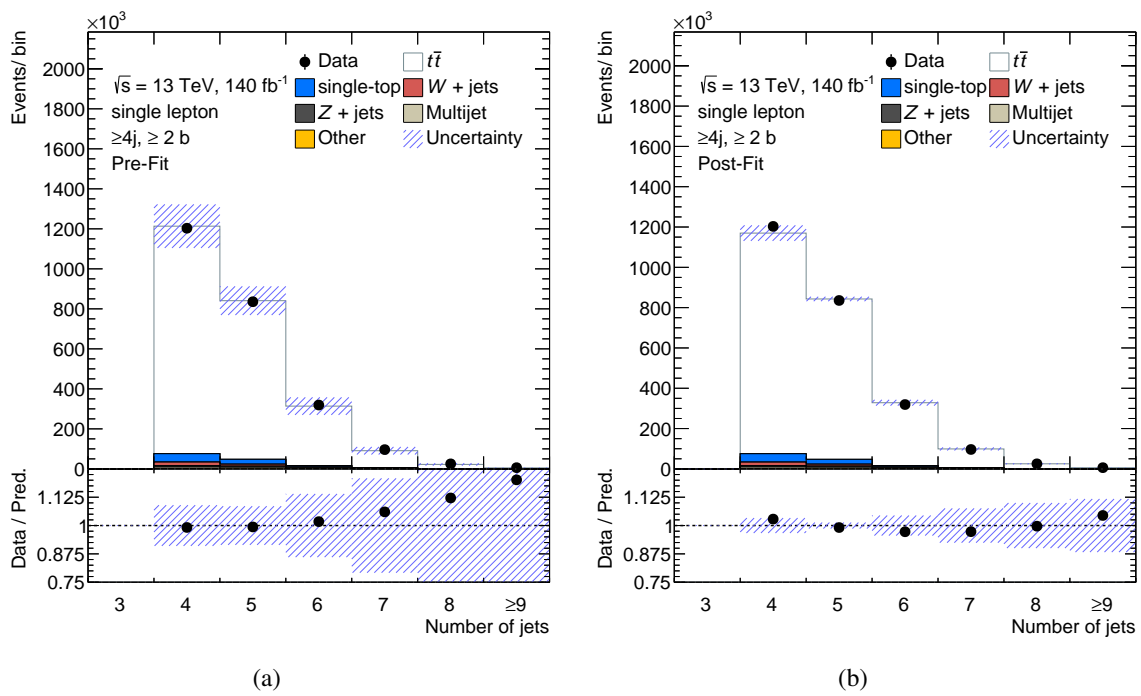 ×10³
Events/ bin
2000
1800
1600
1400
1200
1000
800
600
400
200
0
√s = 13 TeV, 140 fb⁻¹
single lepton
≥4j, ≥ 2 b
Pre-Fit
Data
tt̄
single-top
W + jets
Z + jets
Multijet
Other
Uncertainty
Data / Pred.
1.125
1
0.875
0.75
3 4 5 6 7 8 ≥9
Number of jets
(a)
×10³
Events/ bin
2000
1800
1600
1400
1200
1000
800
600
400
200
0
√s = 13 TeV, 140 fb⁻¹
single lepton
≥4j, ≥ 2 b
Post-Fit
Data
tt̄
single-top
W + jets
Z + jets
Multijet
Other
Uncertainty
Data / Pred.
1.125
1
0.875
0.75
3 4 5 6 7 8 ≥9
Number of jets
(b)